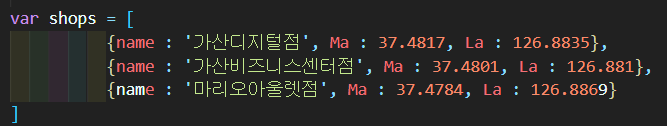 var shops = [
{name : '가산디지털점', Ma : 37.4817, La : 126.8835},
{name : '가산비즈니스센터점', Ma : 37.4801, La : 126.881},
{name : '마리오아울렛점', Ma : 37.4784, La : 126.8869}
]